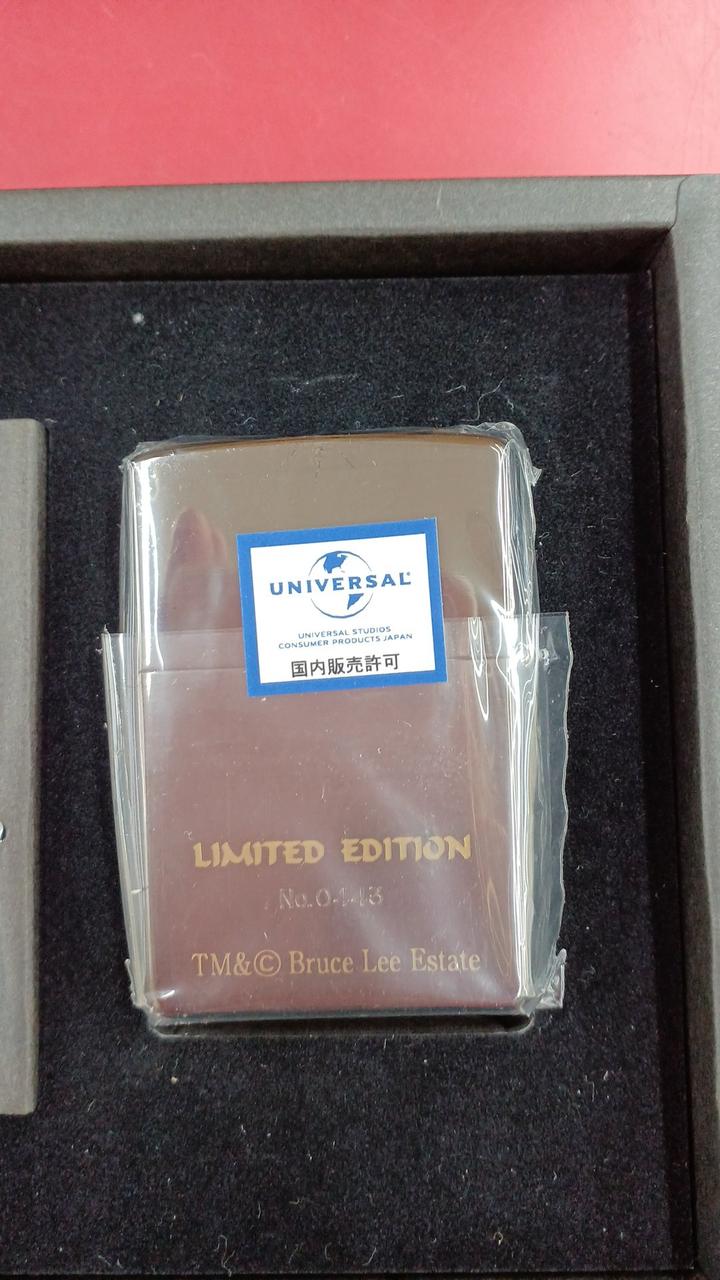 UNIVERSAL®
UNIVERSAL STUDIOS
CONSUMER PRODUCTS JAPAN
国内販売許可
LIMITED EDITION
No.0443
TM&© Bruce Lee Estate